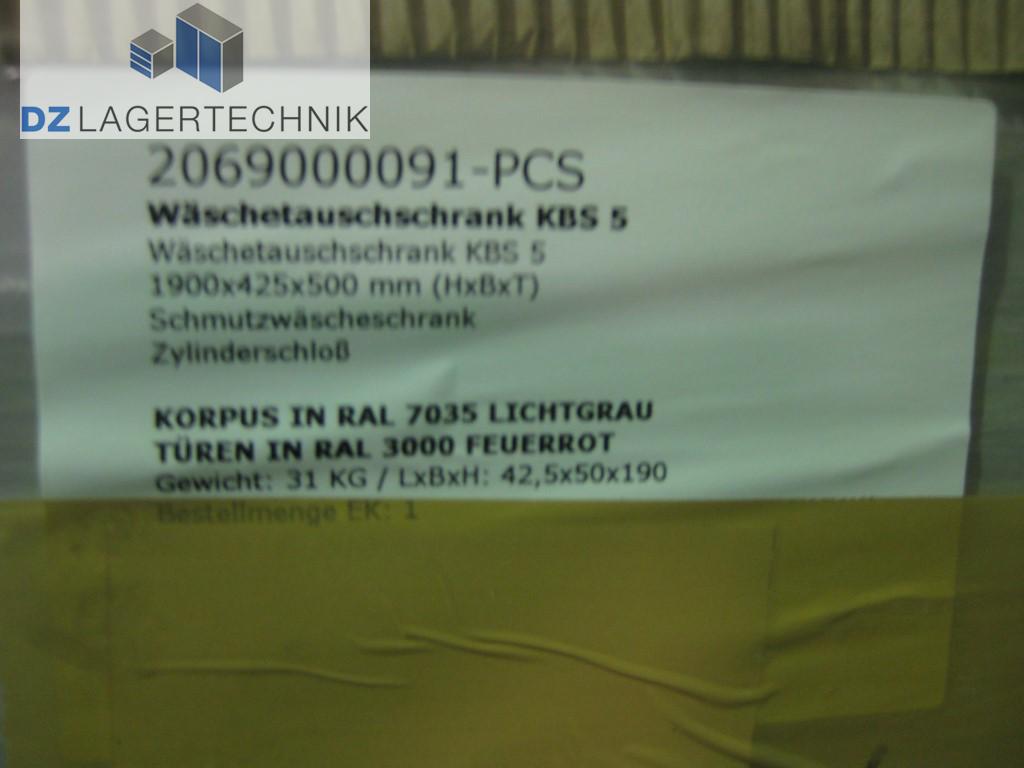 DZ LAGERTECHNIK
2069000091-PCS
Wäschetauschschrank KBS 5
Wäschetauschschrank KBS 5
1900x425x500 mm (HxBxT)
Schmutzwäscheschrank
Zylinderschloß
KORPUS IN RAL 7035 LICHTGRAU
TÜREN IN RAL 3000 FEUERROT
Gewicht: 31 KG / LxBxH: 42,5x50x190
Bestellmenge EK: 1